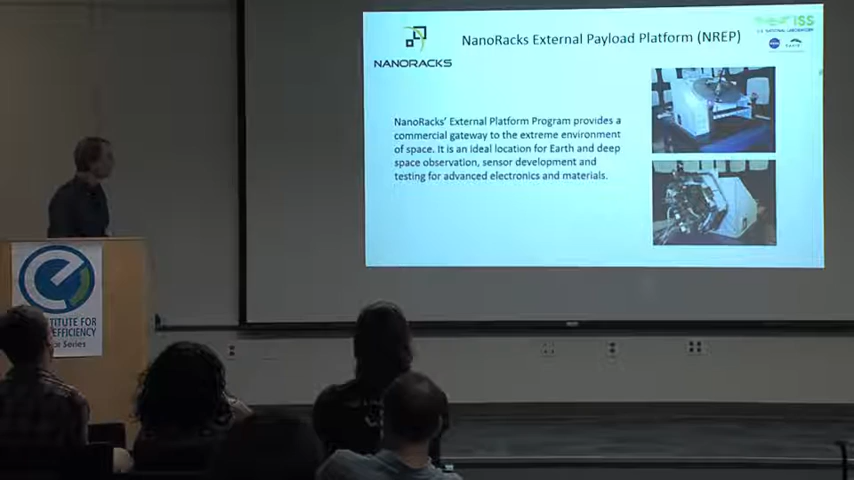 NanoRacks External Payload Platform (NREP)
ISS
NANORACKS
NanoRacks' External Platform Program provides a
commercial gateway to the extreme environment
of space. It is an ideal location for Earth and deep
space observation, sensor development and
testing for advanced electronics and materials.
TITUTE FOR
EFFICIENCY
Series